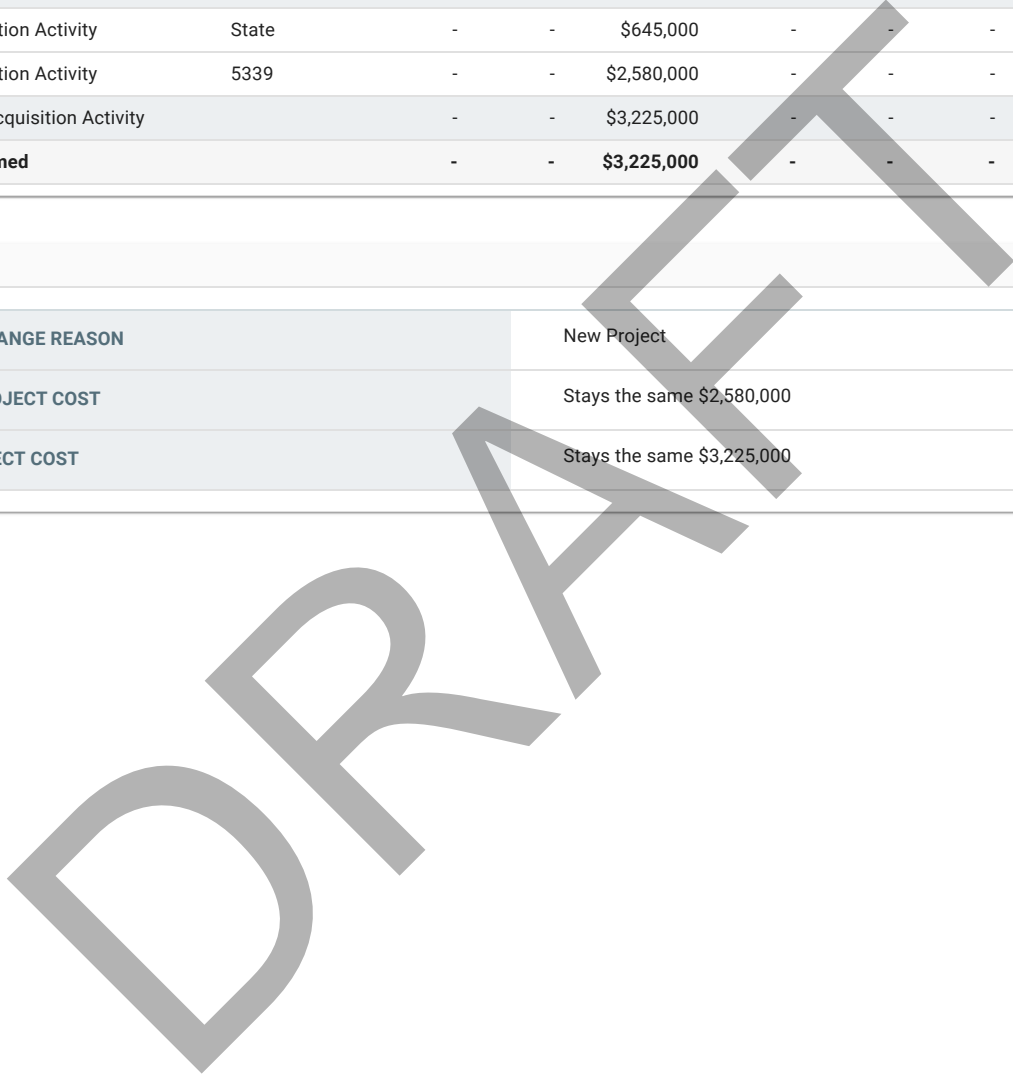 tion Activity State - - $645,000 - - -
tion Activity 5339 - - $2,580,000 - - -
cquisition Activity - - $3,225,000 - - -
med - - $3,225,000 - - -
ANGE REASON New Project
OJECT COST Stays the same $2,580,000
ECT COST Stays the same $3,225,000
DRAFT